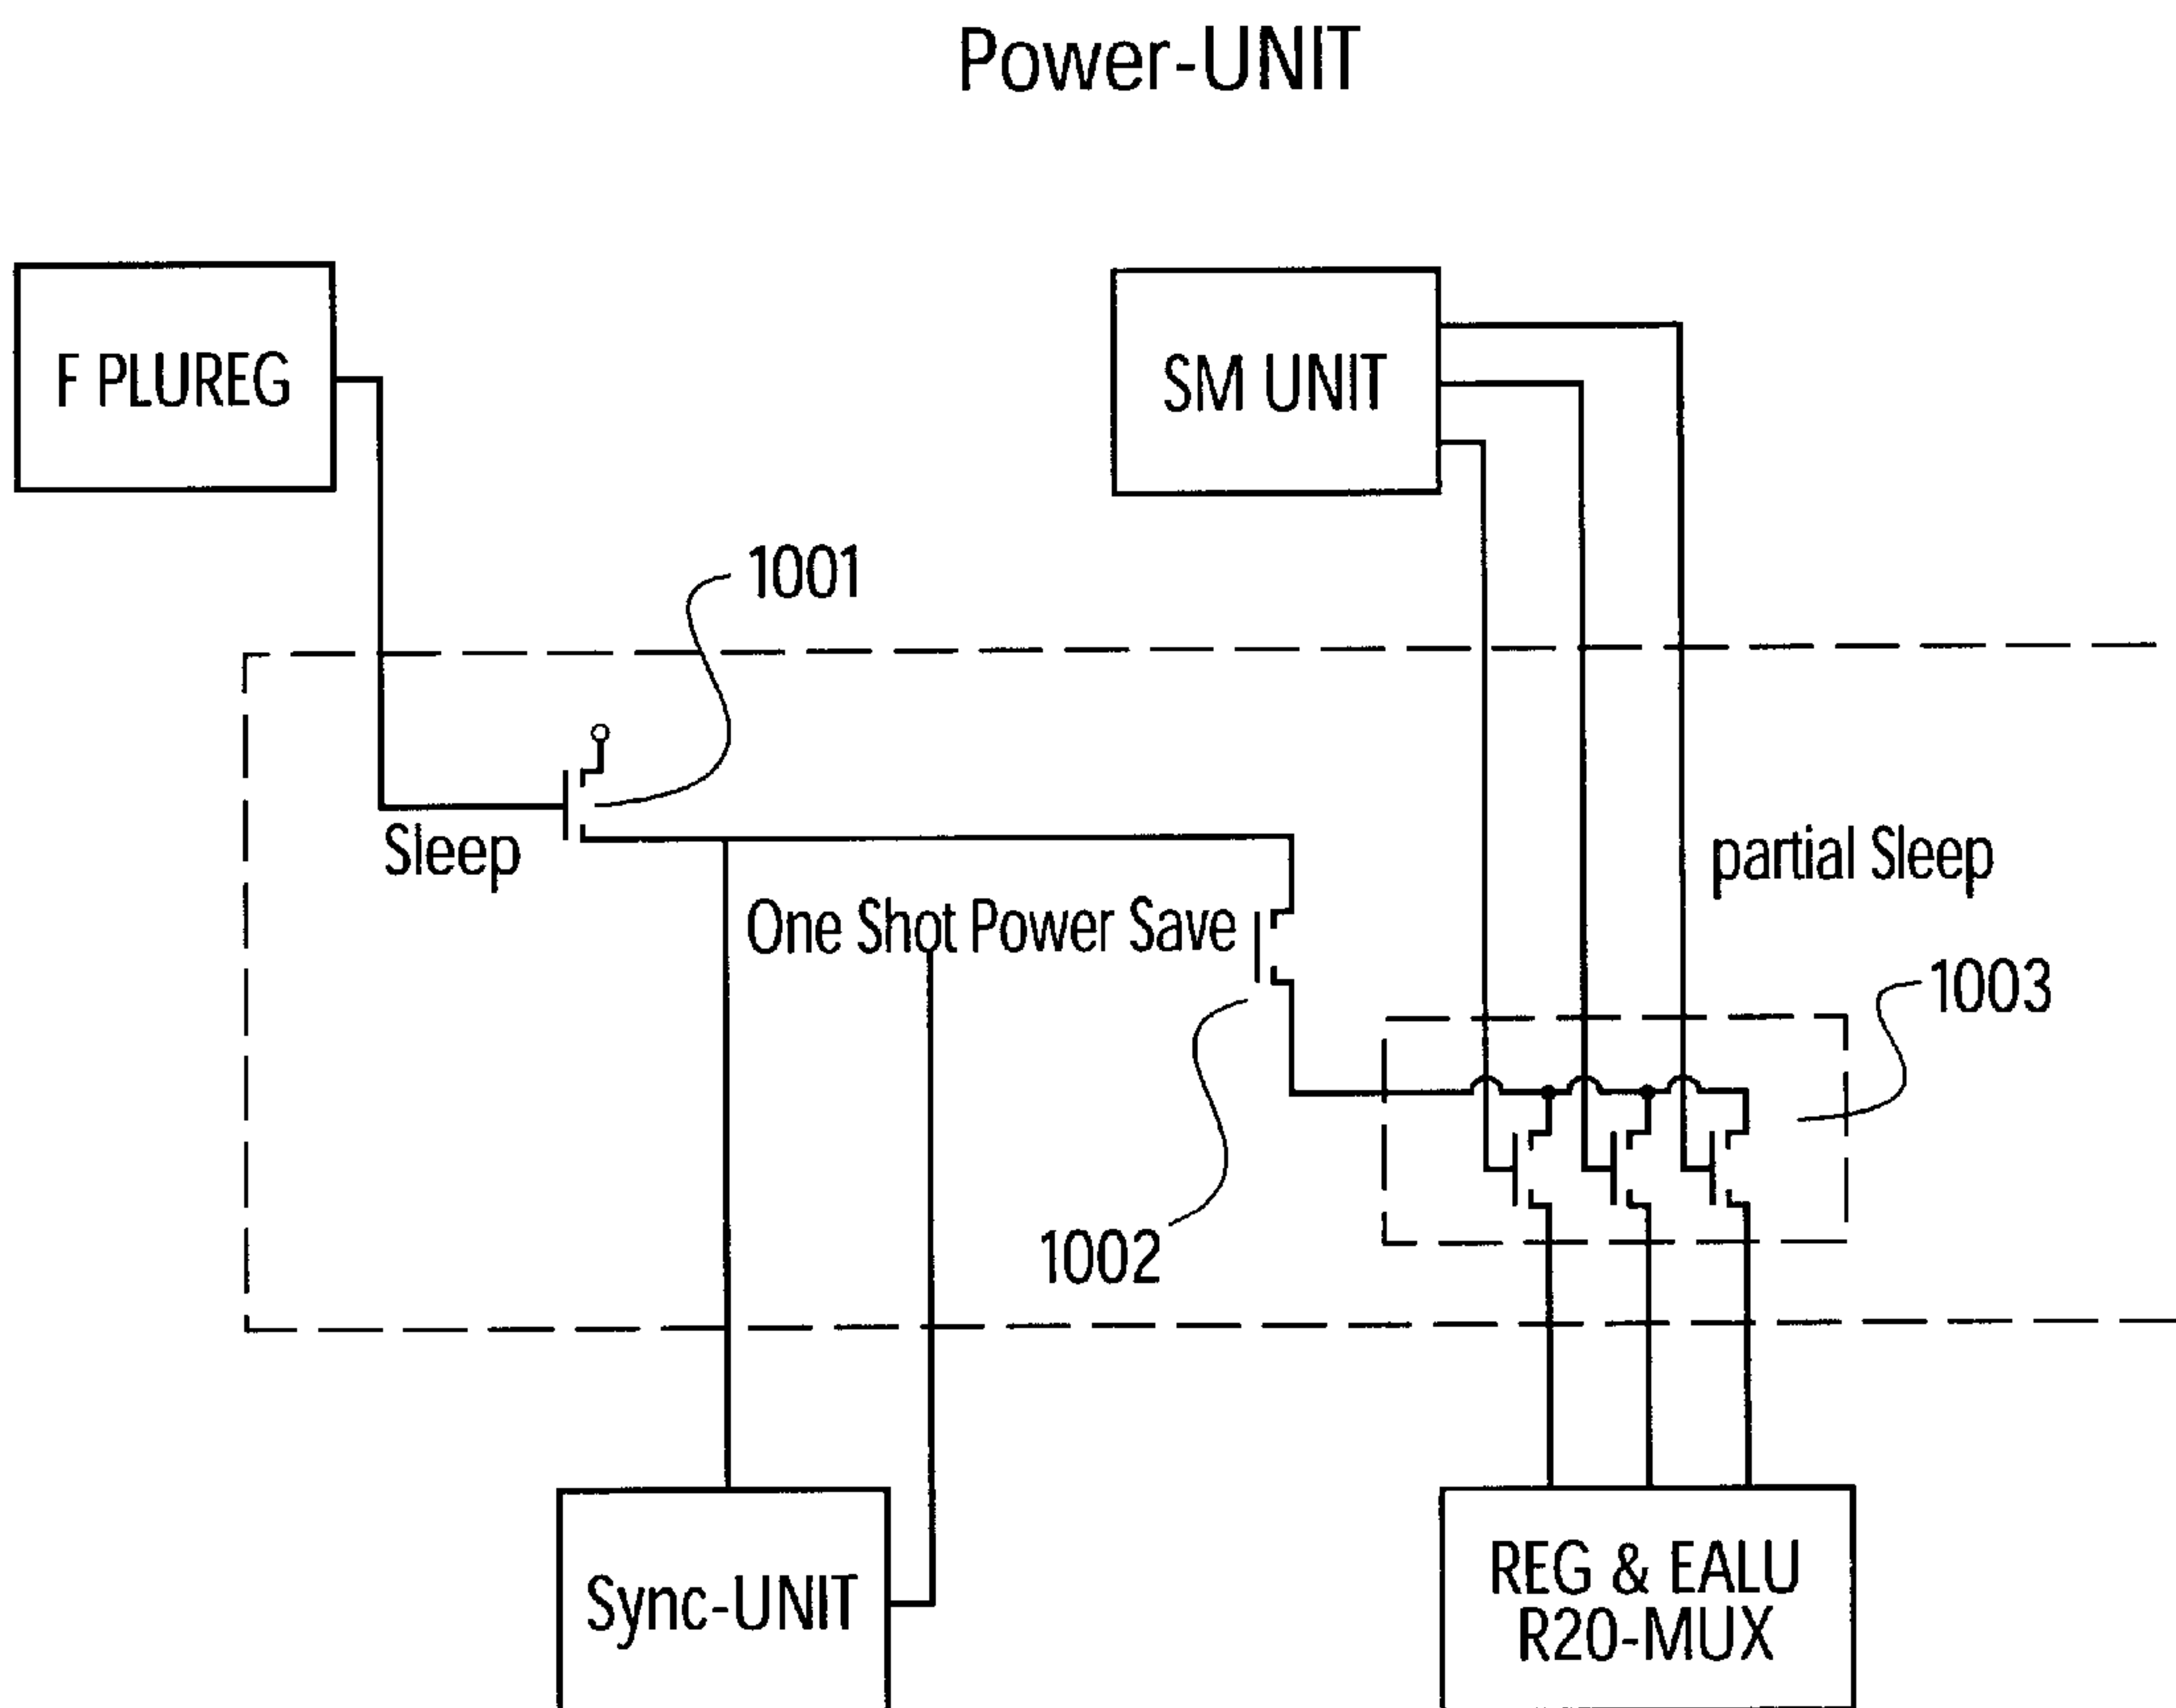 Power-UNIT
F PLUREG
SM UNIT
1001
Sleep
partial Sleep
One Shot Power Save
1003
1002
Sync-UNIT
REG & EALU
R20-MUX